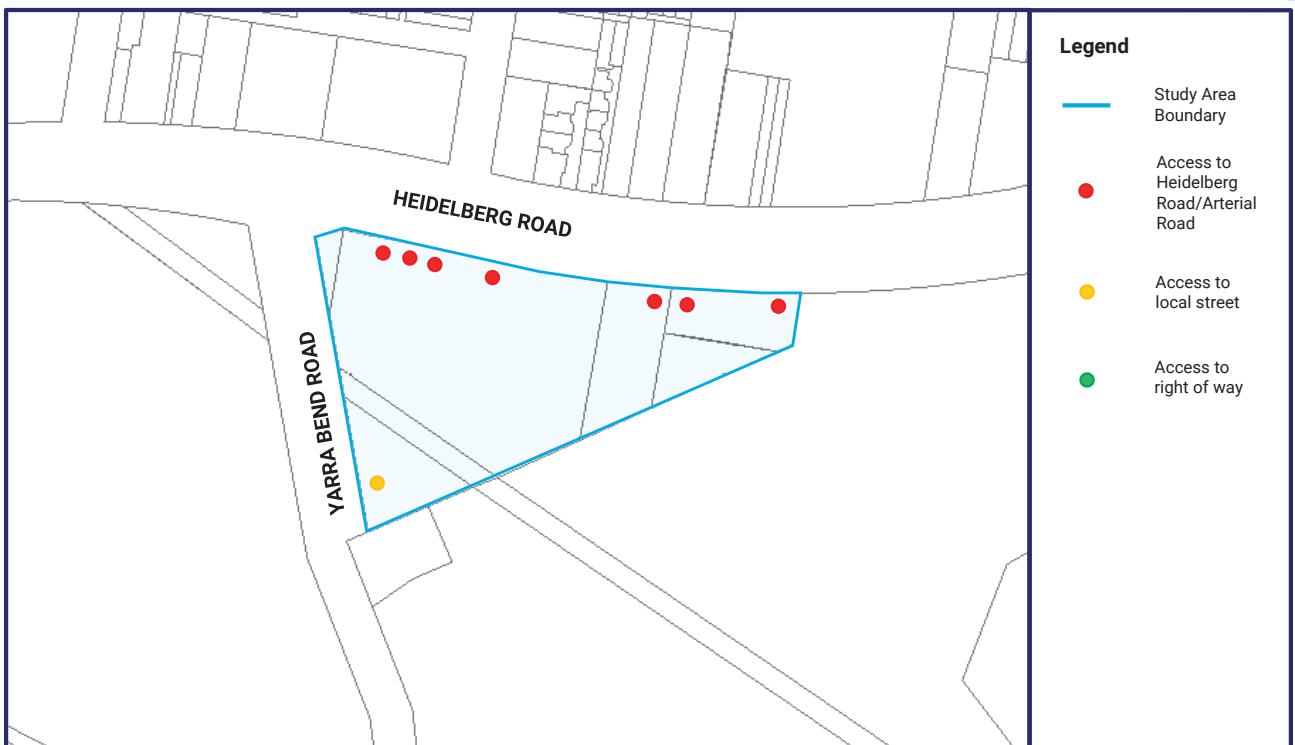 HEIDELBERG ROAD
YARRA BEND ROAD
Legend
Study Area
Boundary
Access to
Heidelberg
Road/Arterial
Road
Access to
local street
Access to
right of way